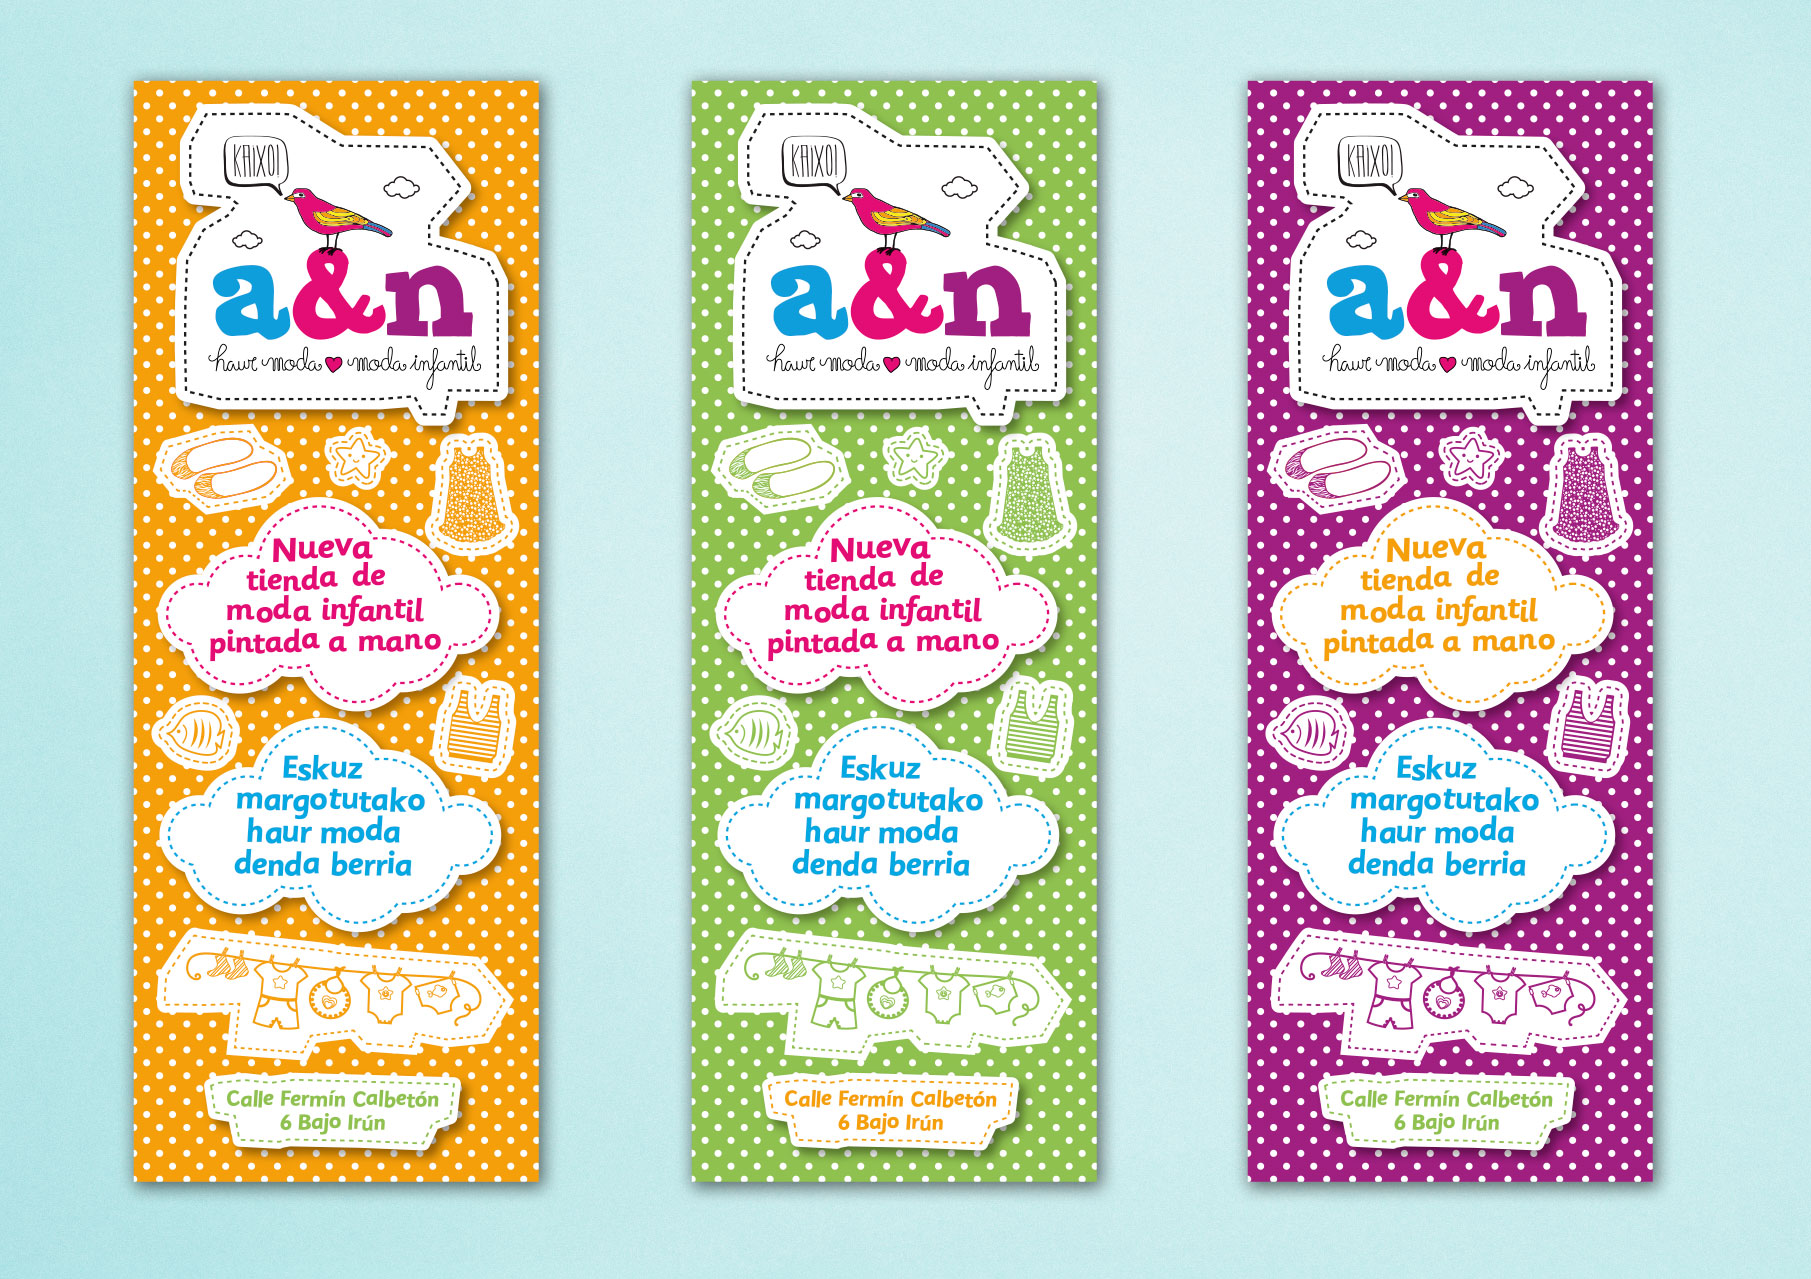 KAIXO!
a&n
haur moda moda infantil
Nueva
tienda de
moda infantil
pintada a mano
Eskuz
margotutako
haur moda
denda berria
Calle Fermín Calbetón
6 Bajo Irún
KAIXO!
a&n
haur moda moda infantil
Nueva
tienda de
moda infantil
pintada a mano
Eskuz
margotutako
haur moda
denda berria
Calle Fermín Calbetón
6 Bajo Irún
KAIXO!
a&n
haur moda moda infantil
Nueva
tienda de
moda infantil
pintada a mano
Eskuz
margotutako
haur moda
denda berria
Calle Fermín Calbetón
6 Bajo Irún